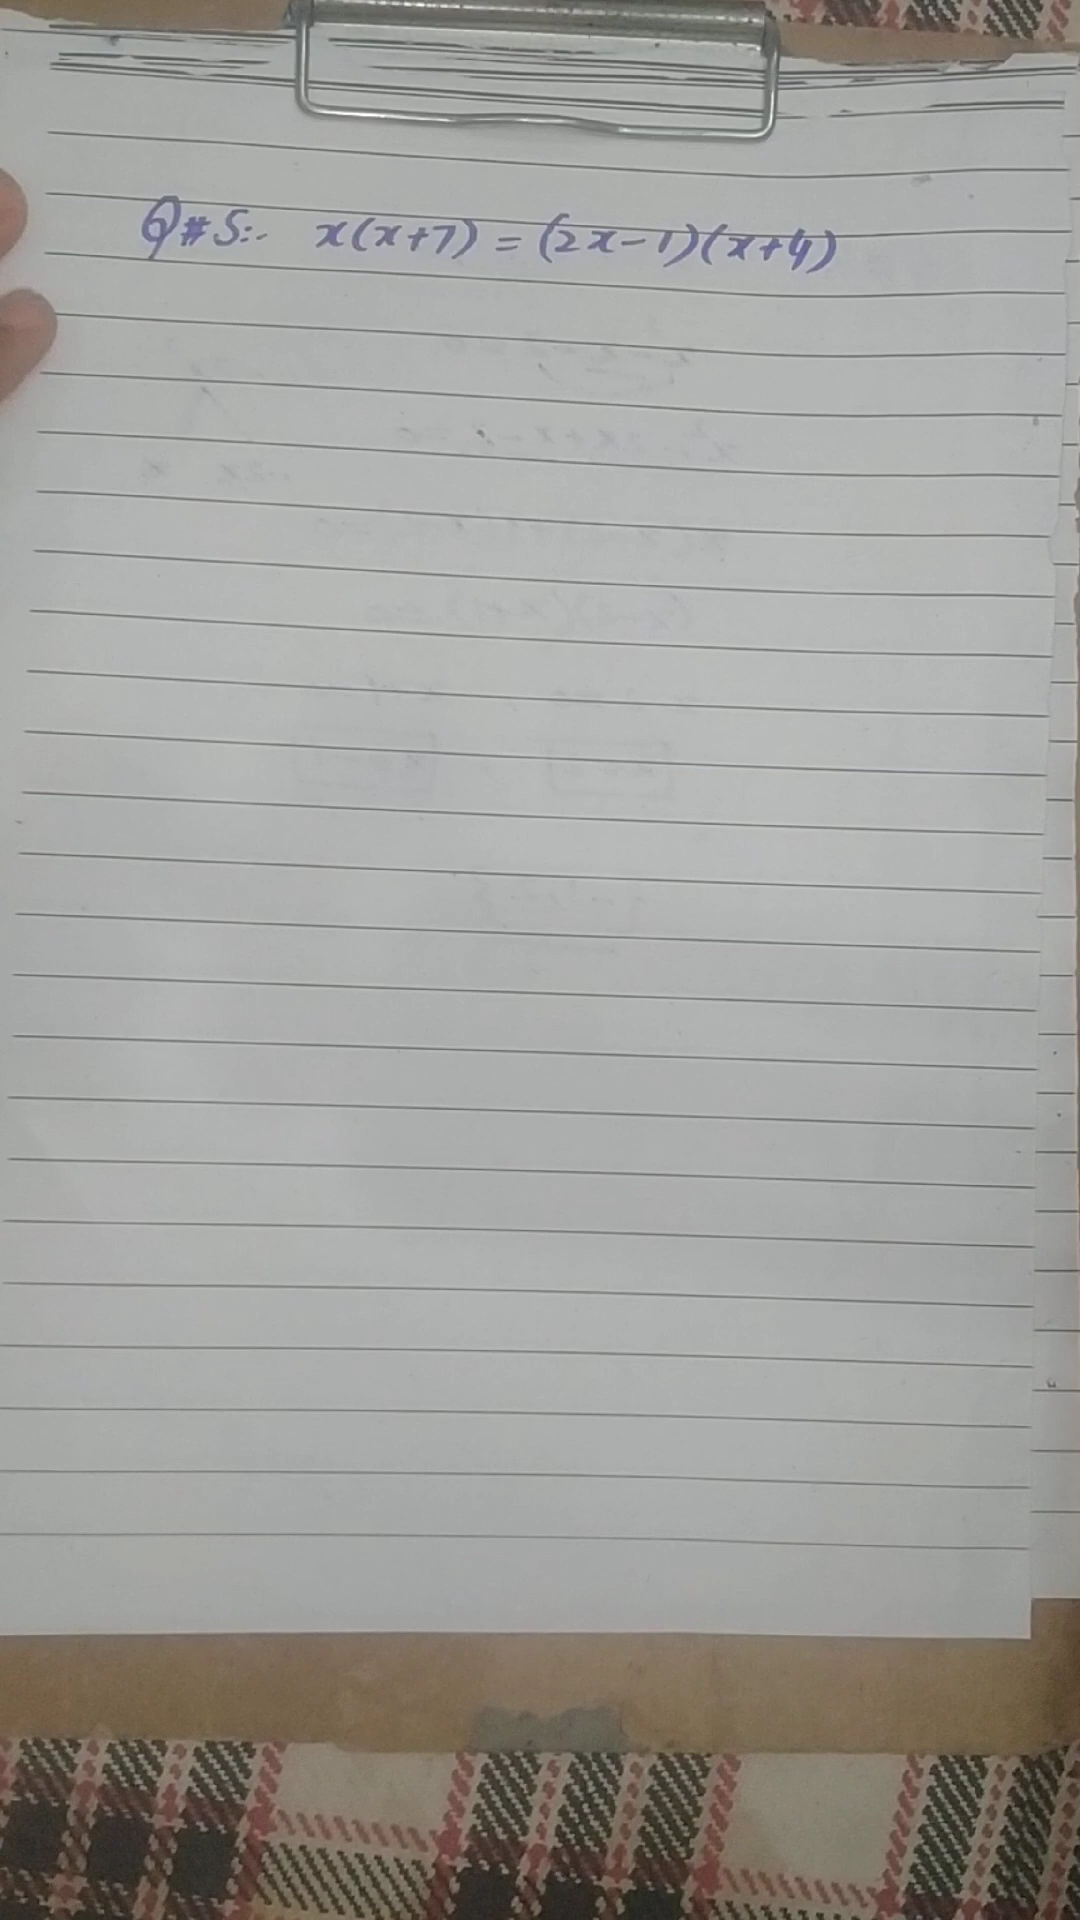 Q#5:- x(x+7) = (2x-1)(x+4)